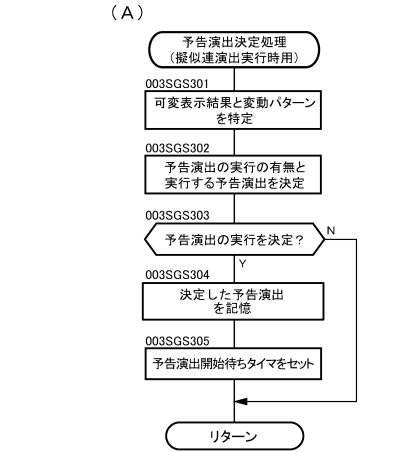 （A）
予告演出決定処理
（擬似連演出実行時用）
003SGS301
可変表示結果と変動パターン
を特定
003SGS302
予告演出の実行の有無と
実行する予告演出を決定
003SGS303
予告演出の実行を決定？
N
Y
003SGS304
決定した予告演出
を記憶
003SGS305
予告演出開始待ちタイマをセット
リターン